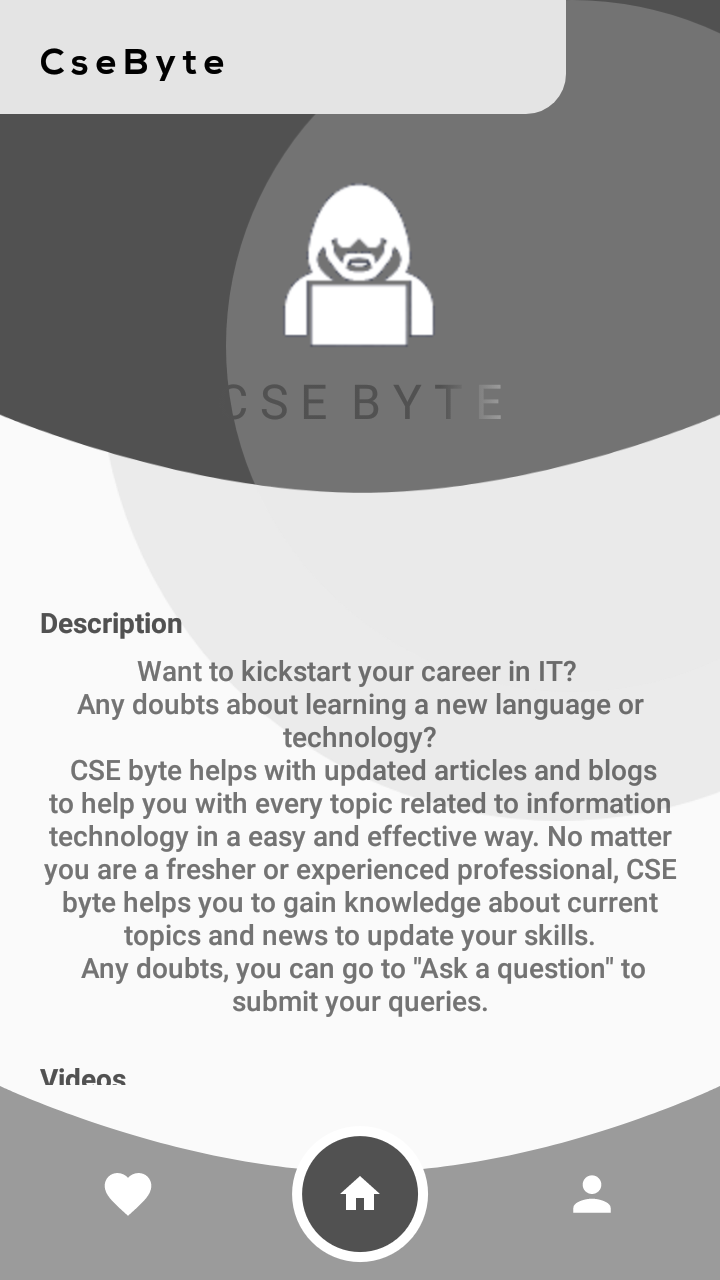 CseByte
CSE BYTE
Description
Want to kickstart your career in IT?
Any doubts about learning a new language or
technology?
CSE byte helps with updated articles and blogs
to help you with every topic related to information
technology in a easy and effective way. No matter
you are a fresher or experienced professional, CSE
byte helps you to gain knowledge about current
topics and news to update your skills.
Any doubts, you can go to "Ask a question" to
submit your queries.
Videos